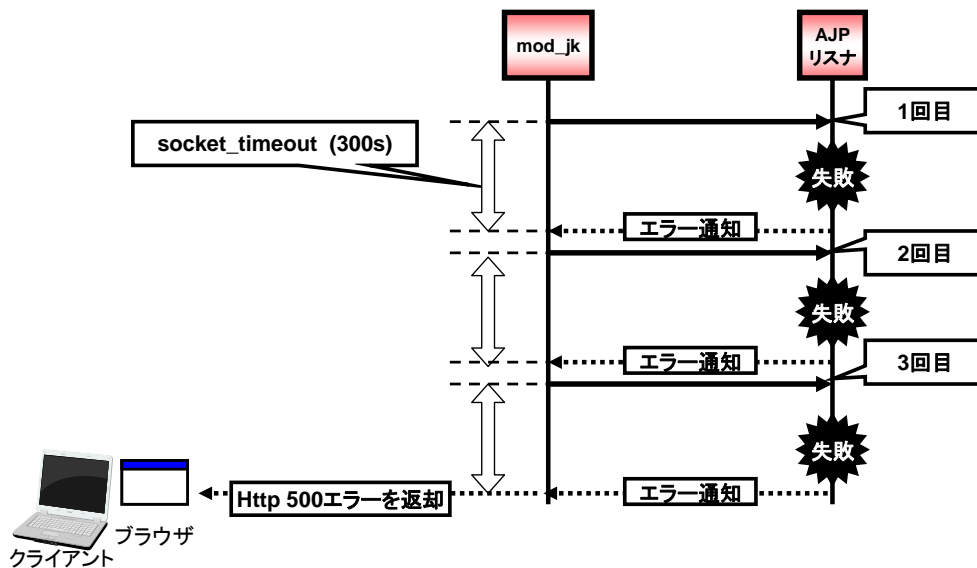 mod_jk
AJP
リスナ
1回目
socket_timeout (300s)
失敗
エラー通知
2回目
失敗
エラー通知
3回目
失敗
エラー通知
Http 500エラーを返却
ブラウザ
クライアント